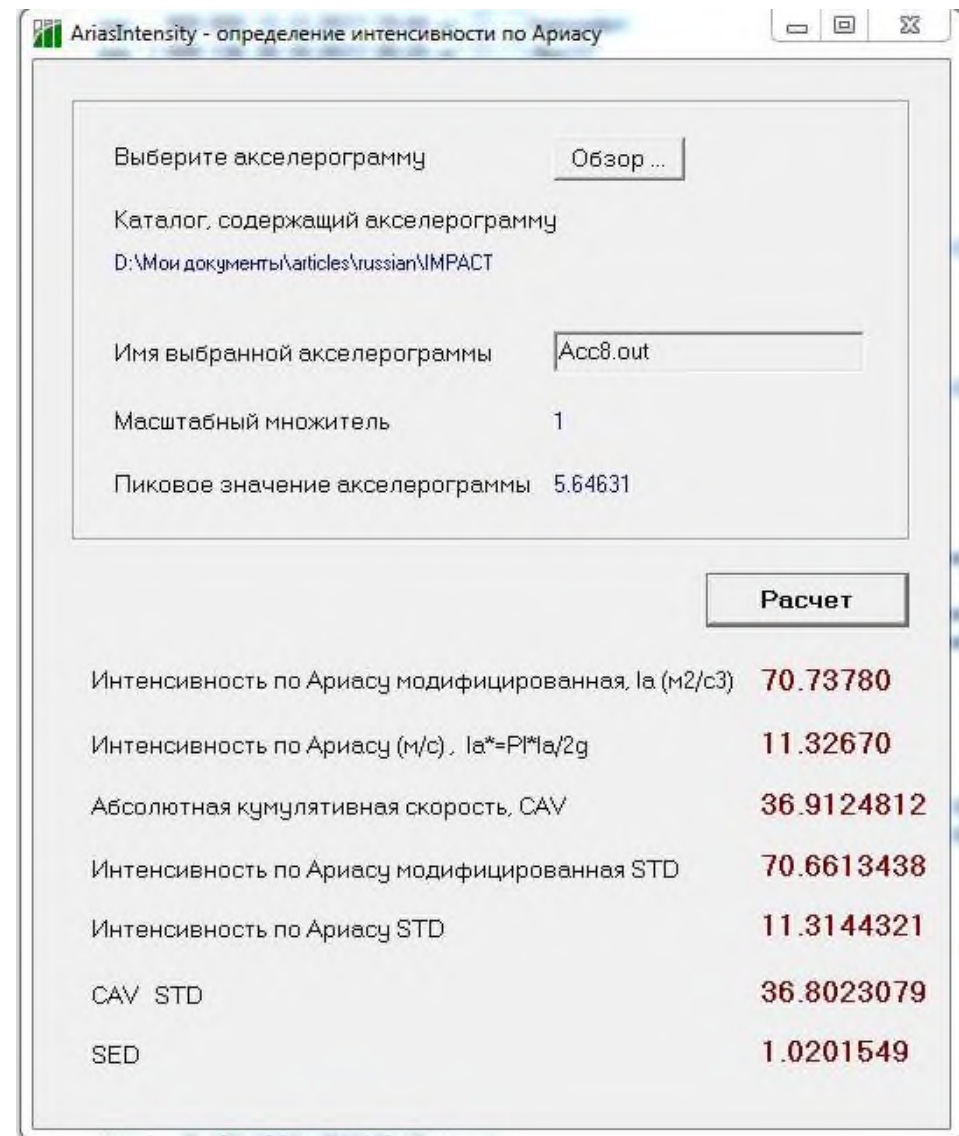 AriasIntensity - определение интенсивности по Ариасу
Выберите акселерограмму Обзор ...
Каталог, содержащий акселерограмму
D:\Мои документы\articles\russian\IMPACT
Имя выбранной акселерограммы Acc8.out
Масштабный множитель 1
Пиковое значение акселерограммы 5.64631
Расчет
Интенсивность по Ариасу модифицированная, Ia (м2/с3) 70.73780
Интенсивность по Ариасу (м/с) , Ia*=PI*Ia/2g 11.32670
Абсолютная кумулятивная скорость, CAV 36.9124812
Интенсивность по Ариасу модифицированная STD 70.6613438
Интенсивность по Ариасу STD 11.3144321
CAV STD 36.8023079
SED 1.0201549